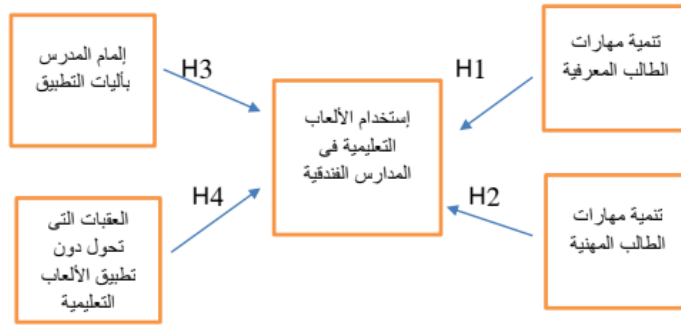 تنمية مهارات
الطالب المعرفية
H1
إلمام المدرس
بأليات التطبيق
H3
إستخدام الألعاب
التعليمية فى
المدارس الفندقية
تنمية مهارات
الطالب المهنية
H2
العقبات التى
تحول دون
تطبيق الألعاب
التعليمية
H4